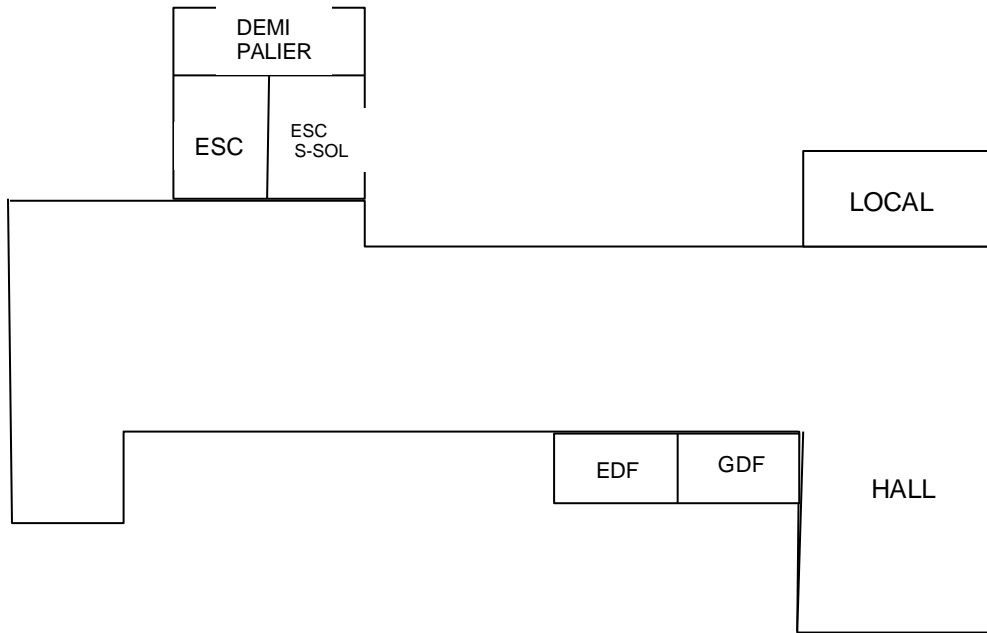 DEMI
PALIER
ESC
ESC
S-SOL
LOCAL
EDF
GDF
HALL